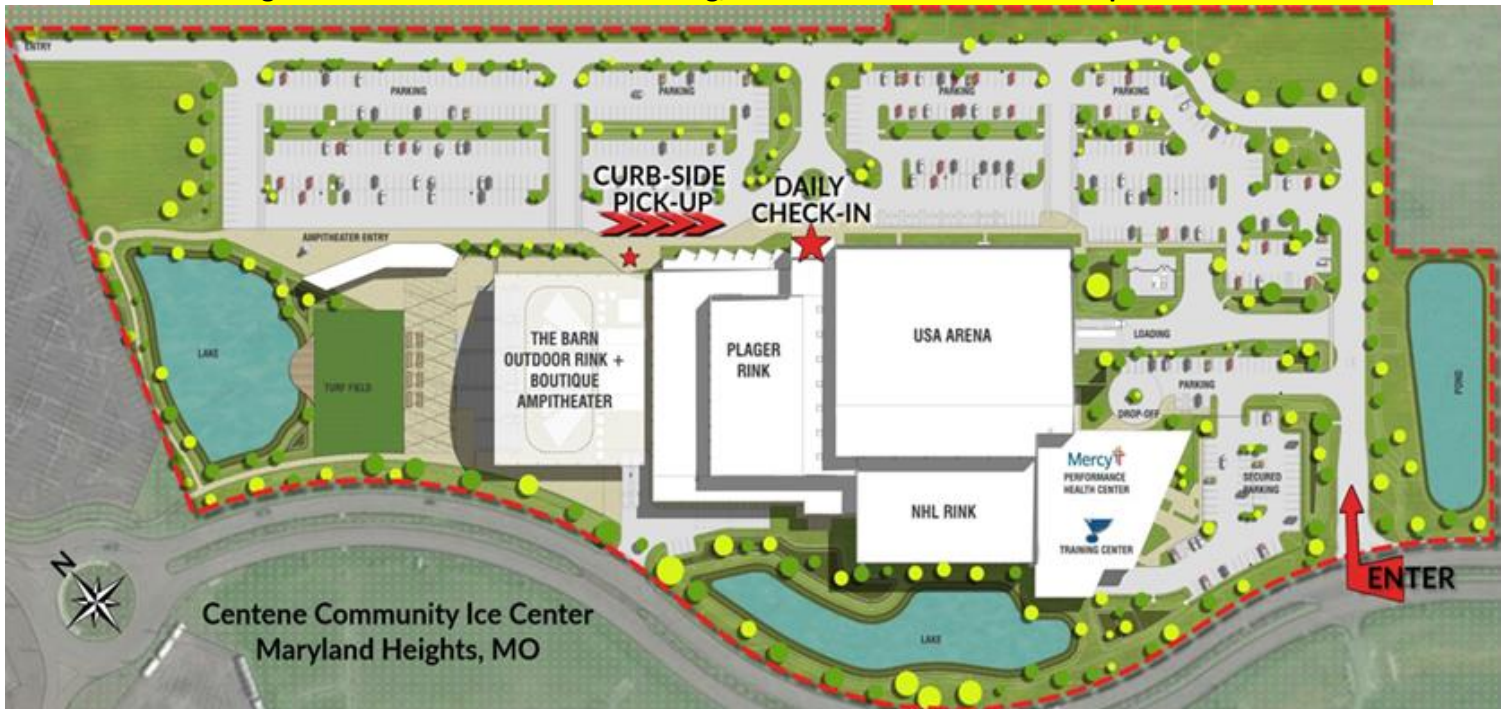 ENTRY
PARKING
PARKING
PARKING
PARKING
CURB-SIDE
PICK-UP
DAILY
CHECK-IN
AMPITHEATER ENTRY
LAKE
TURF FIELD
THE BARN
OUTDOOR RINK +
BOUTIQUE
AMPITHEATER
PLAGER
RINK
USA ARENA
LOADING
PARKING
DROP-OFF
POND
Mercy
PERFORMANCE
HEALTH CENTER
SECURED
PARKING
NHL RINK
TRAINING CENTER
ENTER
N
Centene Community Ice Center
Maryland Heights, MO
LAKE